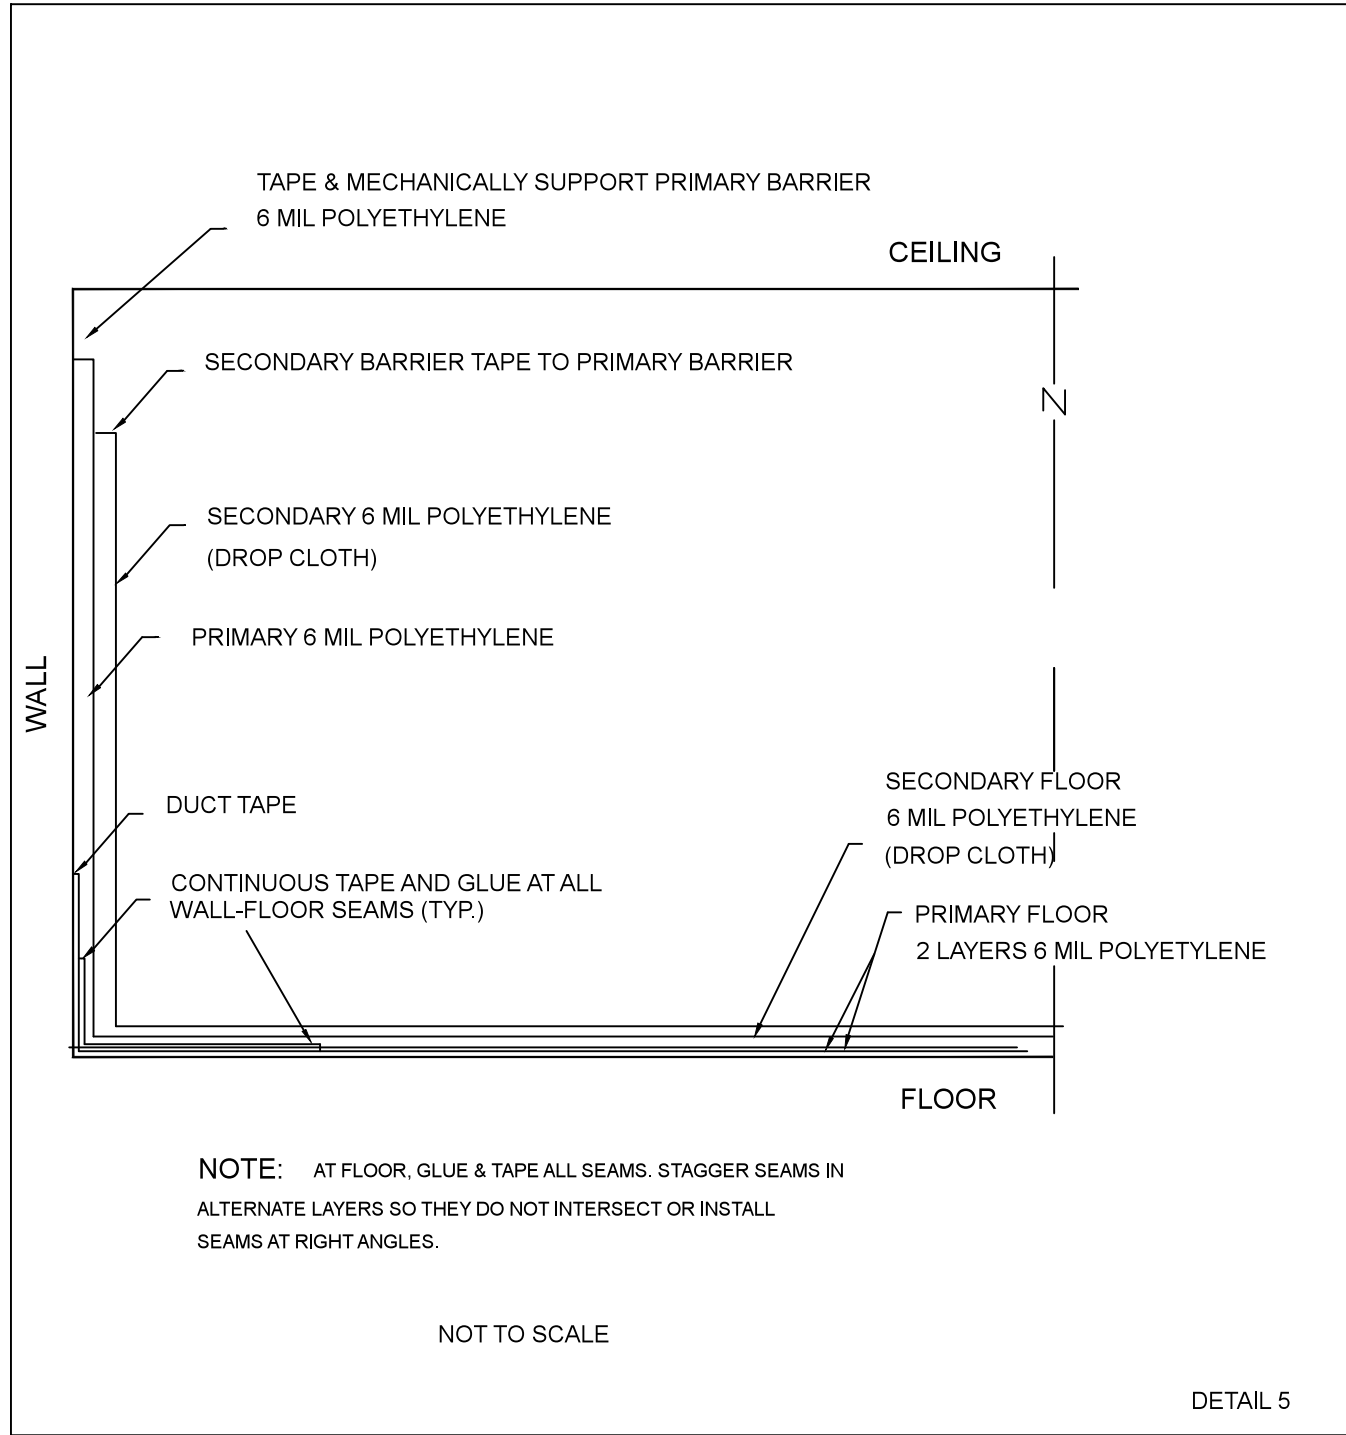 TAPE & MECHANICALLY SUPPORT PRIMARY BARRIER
6 MIL POLYETHYLENE
CEILING
SECONDARY BARRIER TAPE TO PRIMARY BARRIER
SECONDARY 6 MIL POLYETHYLENE
(DROP CLOTH)
PRIMARY 6 MIL POLYETHYLENE
WALL
DUCT TAPE
SECONDARY FLOOR
6 MIL POLYETHYLENE
(DROP CLOTH)
CONTINUOUS TAPE AND GLUE AT ALL
WALL-FLOOR SEAMS (TYP.)
PRIMARY FLOOR
2 LAYERS 6 MIL POLYETYLENE
FLOOR
NOTE: AT FLOOR, GLUE & TAPE ALL SEAMS. STAGGER SEAMS IN
ALTERNATE LAYERS SO THEY DO NOT INTERSECT OR INSTALL
SEAMS AT RIGHT ANGLES.
NOT TO SCALE
DETAIL 5